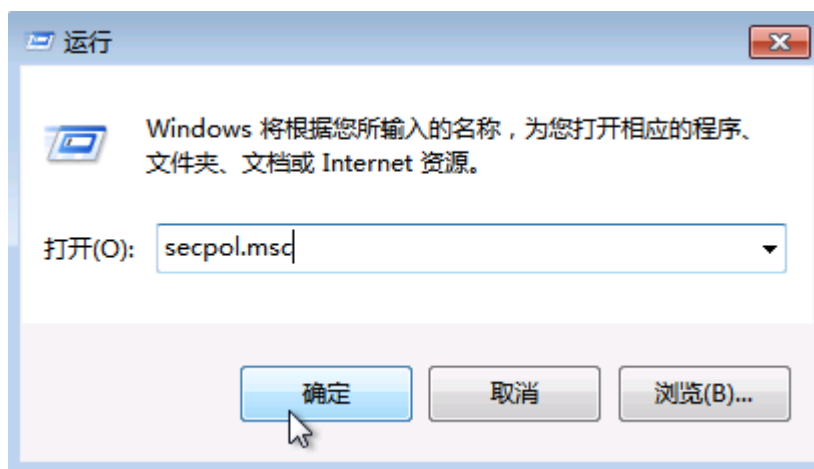 运行
Windows 将根据您所输入的名称，为您打开相应的程序、
文件夹、文档或 Internet 资源。
打开(O): secpol.msc
确定 取消 浏览(B)...